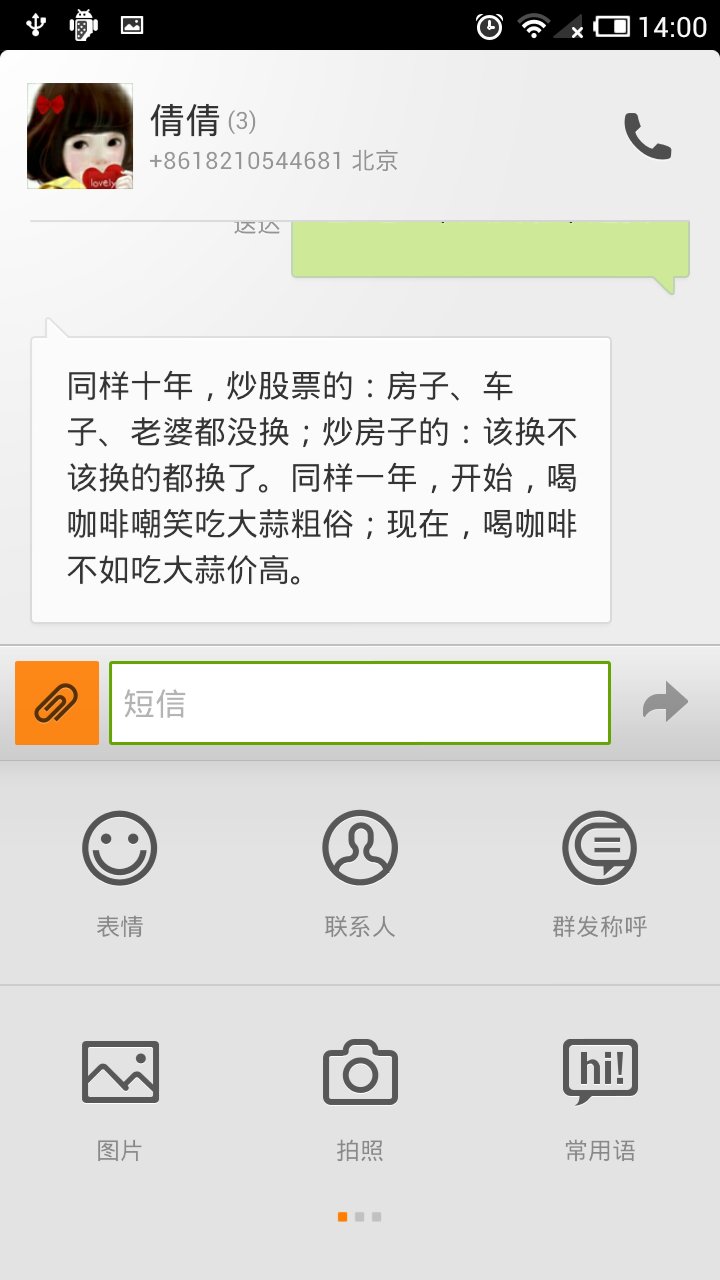 14:00
倩倩 (3)
+8618210544681 北京
lovely
送达
同样十年，炒股票的：房子、车
子、老婆都没换；炒房子的：该换不
该换的都换了。同样一年，开始，喝
咖啡嘲笑吃大蒜粗俗；现在，喝咖啡
不如吃大蒜价高。
短信
表情
联系人
群发称呼
hi!
图片
拍照
常用语